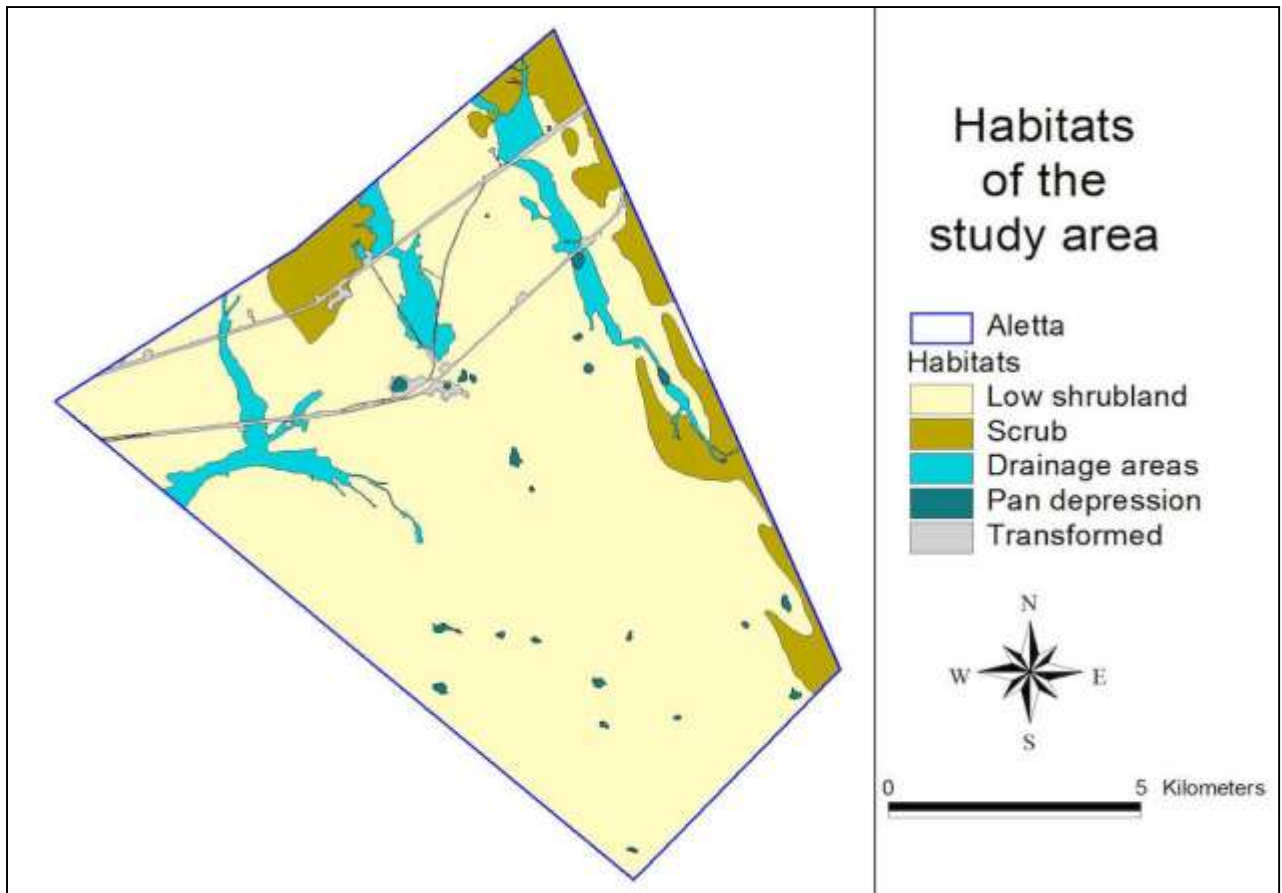 Habitats
of the
study area
Aletta
Habitats
Low shrubland
Scrub
Drainage areas
Pan depression
Transformed
N
W E
S
0 5 Kilometers